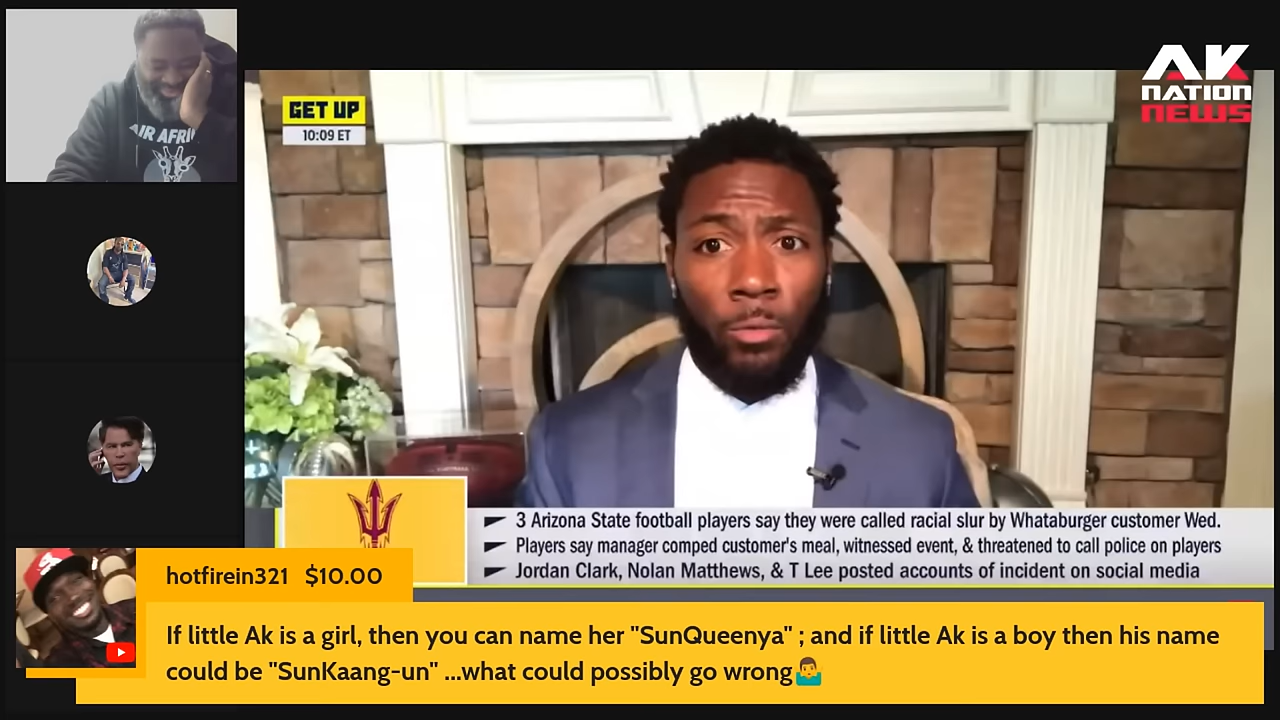 AIR AFRI
AK
NATION
NEWS
GET UP
10:09 ET
3 Arizona State football players say they were called racial slur by Whataburger customer Wed.
Players say manager comped customer's meal, witnessed event, & threatened to call police on players
Jordan Clark, Nolan Matthews, & T Lee posted accounts of incident on social media
hotfirein321 $10.00
If little Ak is a girl, then you can name her "SunQueenya" ; and if little Ak is a boy then his name
could be "SunKaang-un" ...what could possibly go wrong🤷‍♂️